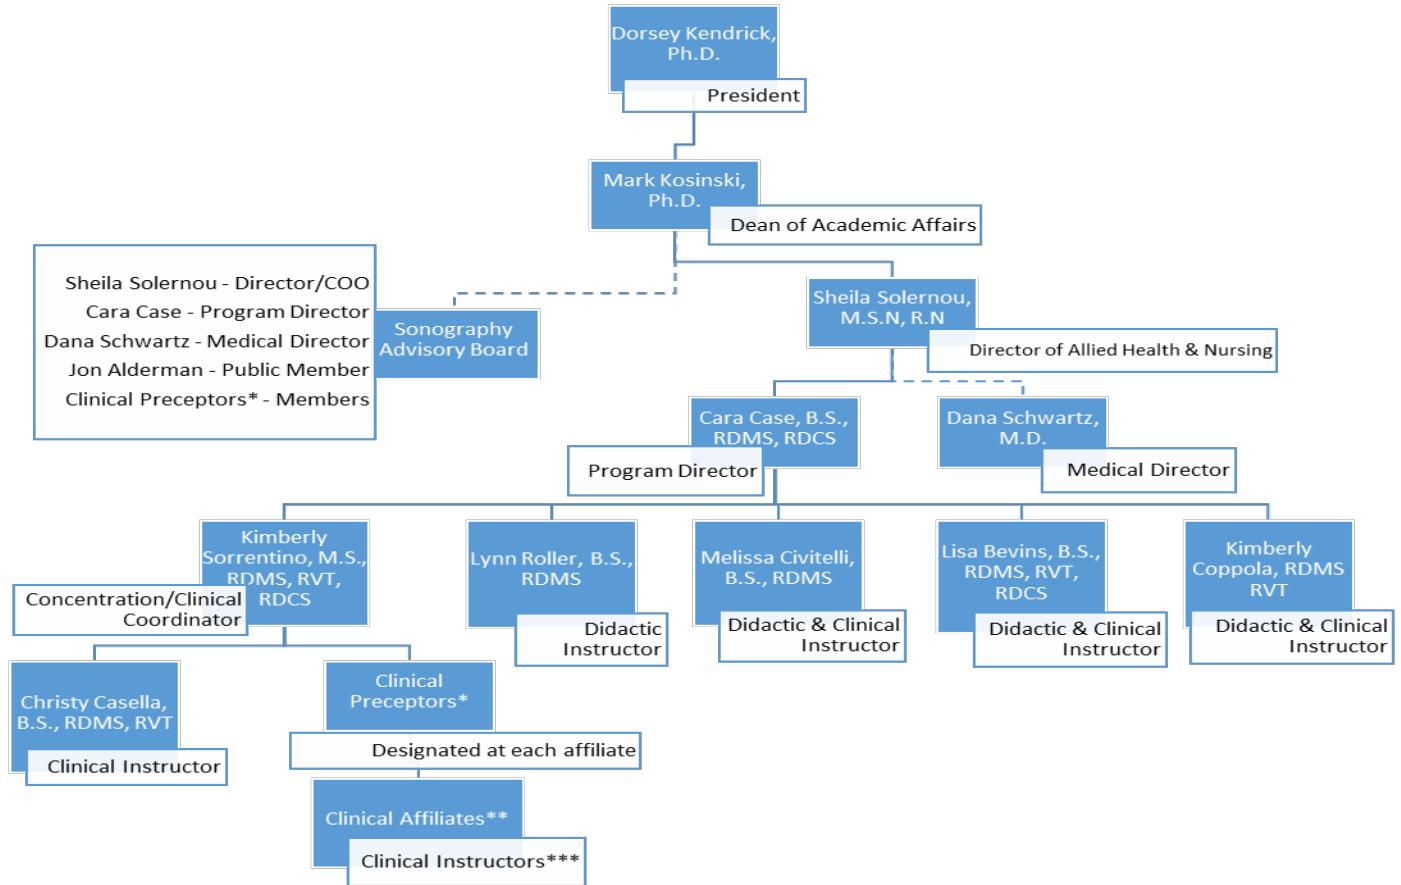 Dorsey Kendrick,
Ph.D.
President
Mark Kosinski,
Ph.D.
Dean of Academic Affairs
Sheila Solernou - Director/COO
Cara Case - Program Director
Dana Schwartz - Medical Director
Jon Alderman - Public Member
Clinical Preceptors* - Members
Sonography
Advisory Board
Sheila Solernou,
M.S.N, R.N
Director of Allied Health & Nursing
Cara Case, B.S.,
RDMS, RDCS
Program Director
Dana Schwartz,
M.D.
Medical Director
Kimberly
Sorrentino, M.S.,
RDMS, RVT,
RDCS
Concentration/Clinical
Coordinator
Lynn Roller, B.S.,
RDMS
Didactic
Instructor
Melissa Civitelli,
B.S., RDMS
Didactic & Clinical
Instructor
Lisa Bevins, B.S.,
RDMS, RVT,
RDCS
Didactic & Clinical
Instructor
Kimberly
Coppola, RDMS
RVT
Didactic & Clinical
Instructor
Christy Casella,
B.S., RDMS, RVT
Clinical Instructor
Clinical
Preceptors*
Designated at each affiliate
Clinical Affiliates**
Clinical Instructors***